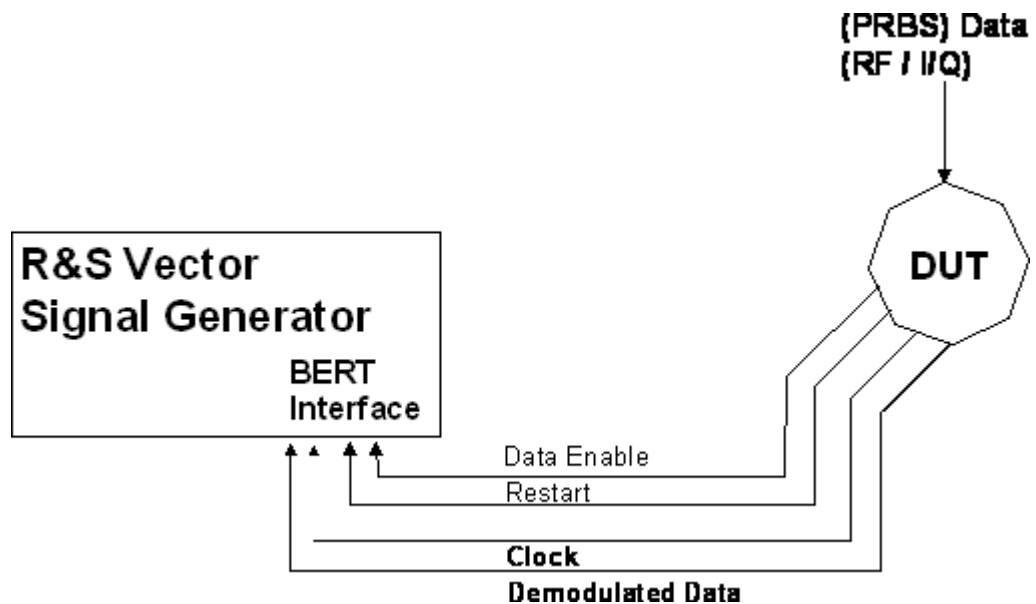 (PRBS) Data
(RF / I/Q)
DUT
R&S Vector
Signal Generator
BERT
Interface
Data Enable
Restart
Clock
Demodulated Data